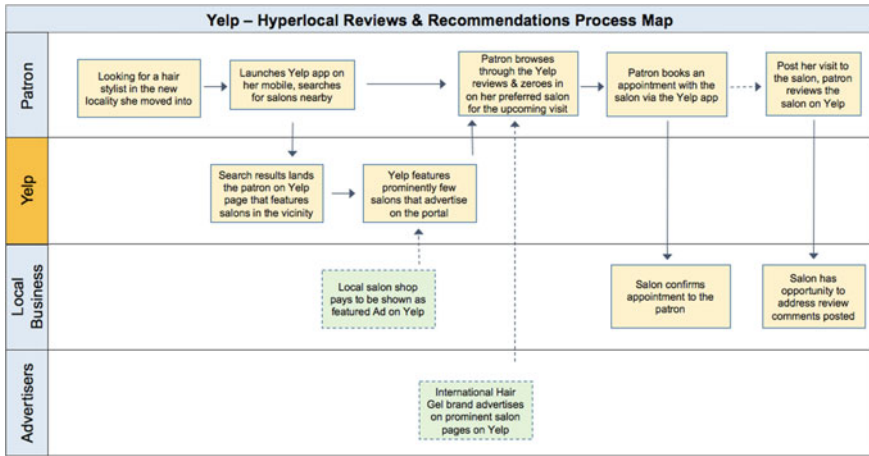 Yelp – Hyperlocal Reviews & Recommendations Process Map
Patron
Looking for a hair
stylist in the new
locality she moved into
Launches Yelp app on
her mobile, searches
for salons nearby
Patron browses
through the Yelp
reviews & zeroes in
on her preferred salon
for the upcoming visit
Patron books an
appointment with the
salon via the Yelp app
Post her visit to
the salon, patron
reviews the
salon on Yelp
Yelp
Search results lands
the patron on Yelp
page that features
salons in the vicinity
Yelp features
prominently few
salons that advertise
on the portal
Local
Business
Local salon shop
pays to be shown as
featured Ad on Yelp
Salon confirms
appointment to the
patron
Salon has
opportunity to
address review
comments posted
Advertisers
International Hair
Gel brand advertises
on prominent salon
pages on Yelp